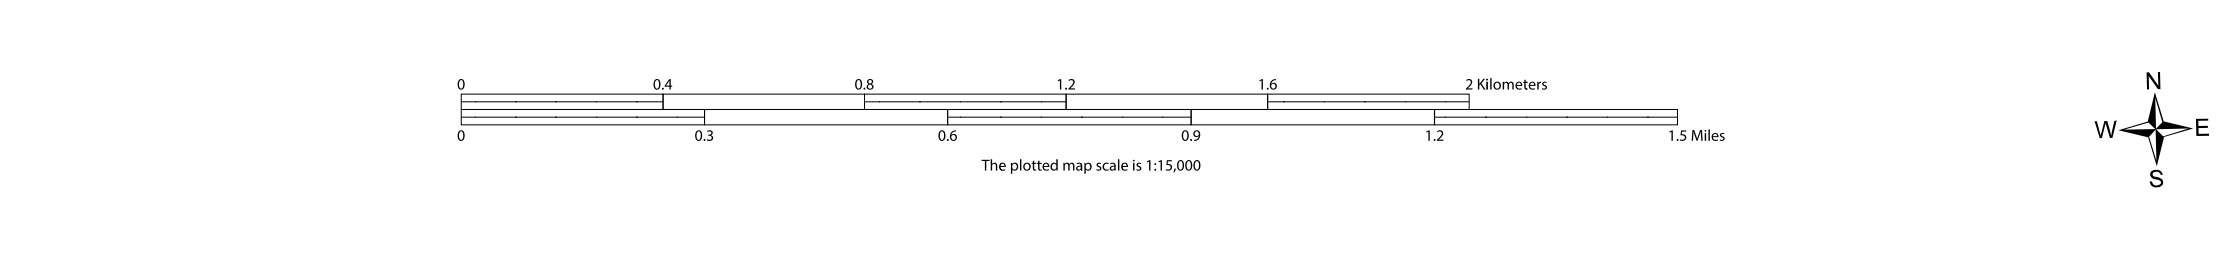 0 0.4 0.8 1.2 1.6 2 Kilometers
0 0.3 0.6 0.9 1.2 1.5 Miles
The plotted map scale is 1:15,000
N
W E
S